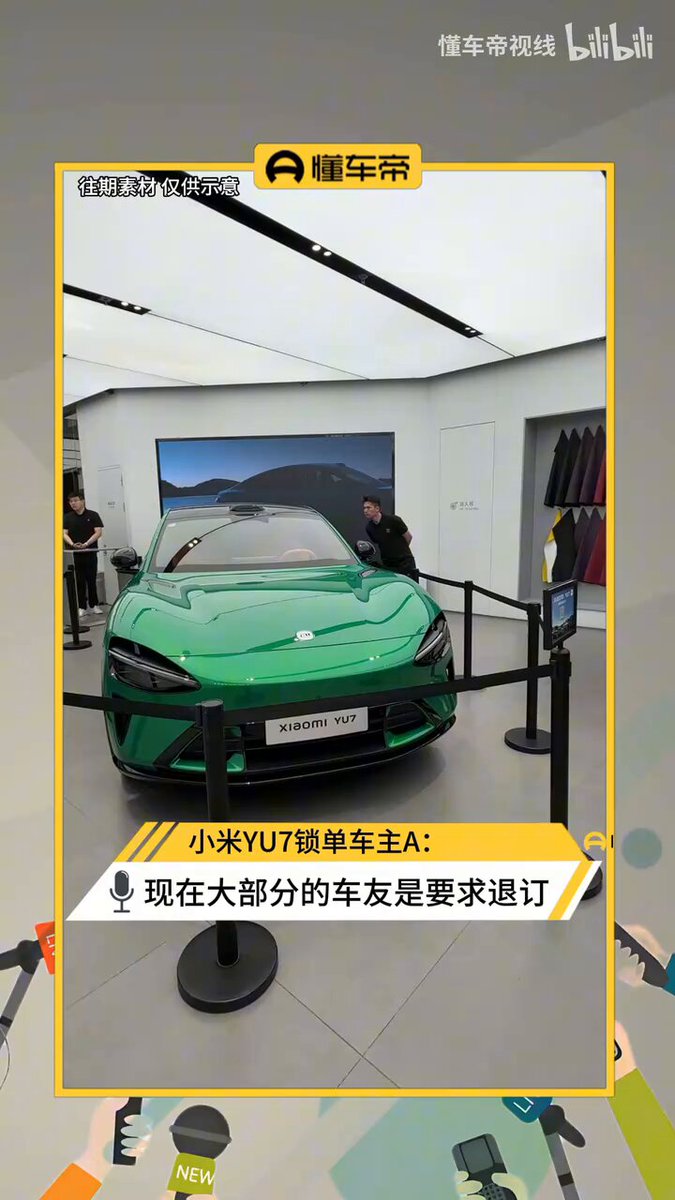 懂车帝视线 bilibili
懂车帝
往期素材 仅供示意
XIAOMI YU7
小米YU7锁单车主A：
现在大部分的车友是要求退订
NEW